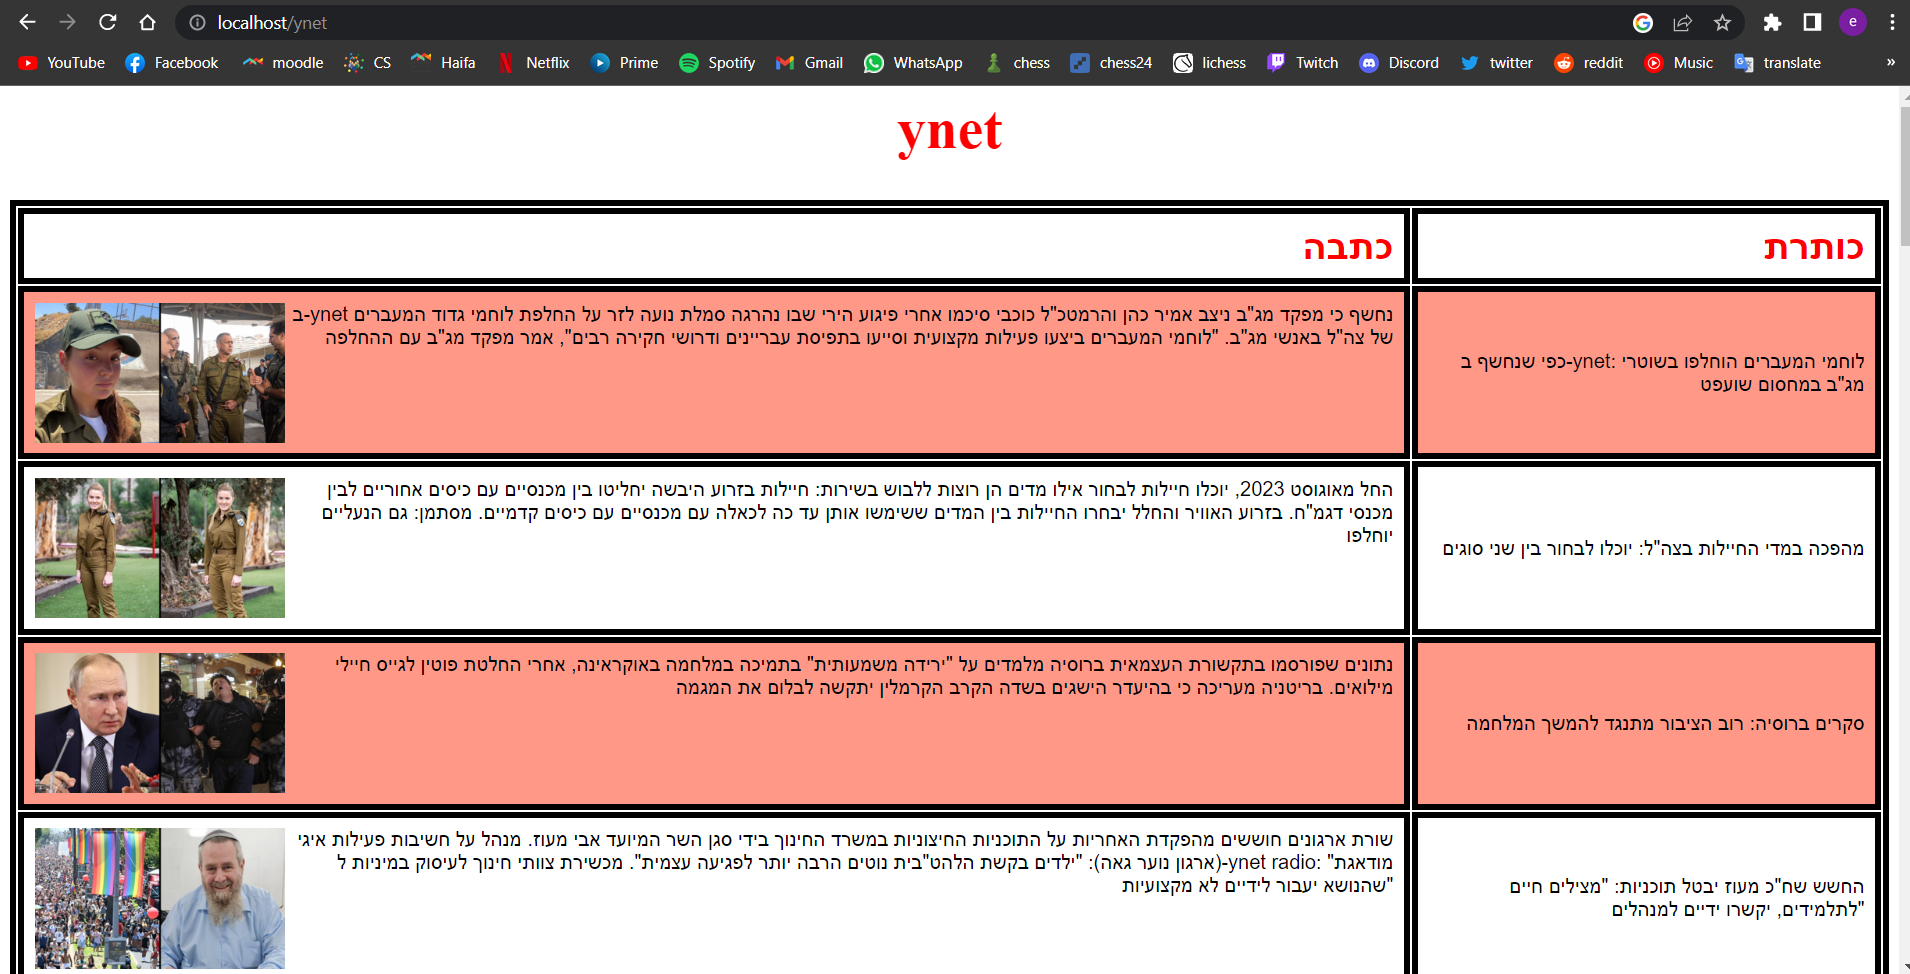 localhost/ynet
e
YouTube Facebook moodle CS Haifa Netflix Prime Spotify Gmail WhatsApp chess chess24 lichess Twitch Discord twitter reddit Music translate »
ynet
כותרת
כתבה
כפי שנחשף ב-ynet: לוחמי המעברים הוחלפו בשוטרי
מג"ב במחסום שועפט
נחשף כי מפקד מג"ב ניצב אמיר כהן והרמטכ"ל כוכבי סיכמו אחרי פיגוע הירי שבו נהרגה סמלת נועה לזר על החלפת לוחמי גדוד המעברים ynet-ב
של צה"ל באנשי מג"ב. "לוחמי המעברים ביצעו פעילות מקצועית וסייעו בתפיסת עבריינים ודרושי חקירה רבים", אמר מפקד מג"ב עם ההחלפה
מהפכה במדי החיילות בצה"ל: יוכלו לבחור בין שני סוגים
החל מאוגוסט 2023, יוכלו חיילות לבחור אילו מדים הן רוצות ללבוש בשירות: חיילות בזרוע היבשה יחליטו בין מכנסיים עם כיסים אחוריים לבין
מכנסי דגמ"ח. בזרוע האוויר והחלל יבחרו החיילות בין המדים ששימשו אותן עד כה לכאלה עם מכנסיים עם כיסים קדמיים. מסתמן: גם הנעליים
יוחלפו
סקרים ברוסיה: רוב הציבור מתנגד להמשך המלחמה
נתונים שפורסמו בתקשורת העצמאית ברוסיה מלמדים על "ירידה משמעותית" בתמיכה במלחמה באוקראינה, אחרי החלטת פוטין לגייס חיילי
מילואים. בריטניה מעריכה כי בהיעדר הישגים בשדה הקרב הקרמלין יתקשה לבלום את המגמה
החשש שח"כ מעוז יבטל תוכניות: "מצילים חיים
לתלמידים, יקשרו ידיים למנהלים"
שורת ארגונים חוששים מהפקדת האחריות על התוכניות החיצוניות במשרד החינוך בידי סגן השר המיועד אבי מעוז. מנהל על חשיבות פעילות איגי
(ארגון נוער גאה): "ילדים בקשת הלהט"בית נוטים הרבה יותר לפגיעה עצמית". מכשירת צוותי חינוך לעיסוק במיניות ל-ynet radio: "מודאגת
שהנושא יעבור לידיים לא מקצועיות"